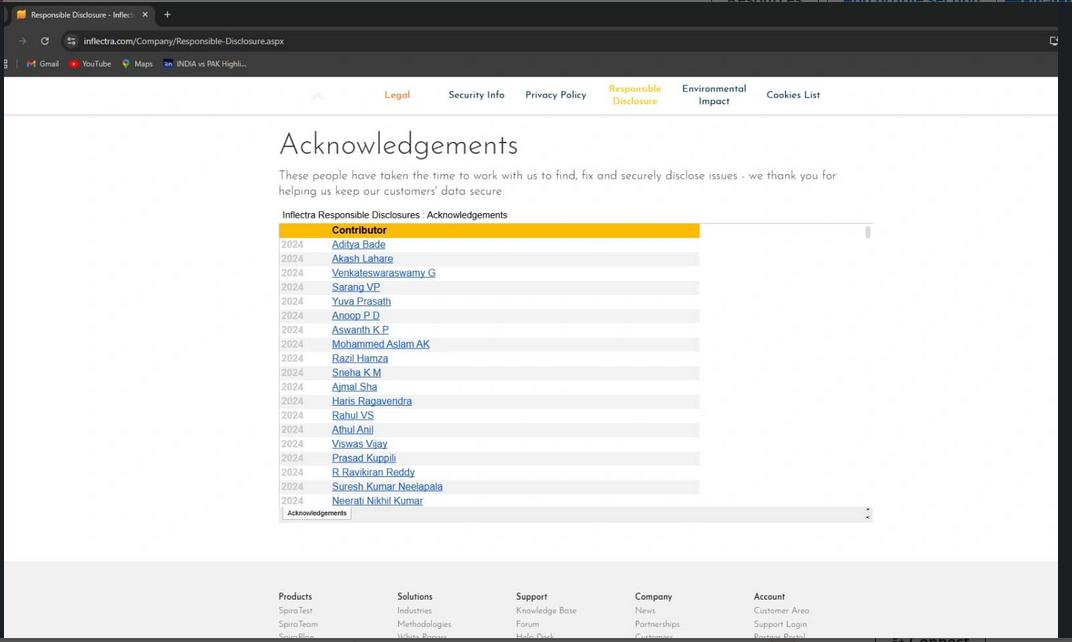 Responsible Disclosure - Inflect
inflectra.com/Company/Responsible-Disclosure.aspx
Gmail YouTube Maps INDIA vs PAK Highli...
Legal Security Info Privacy Policy Responsible Disclosure Environmental Impact Cookies List
Acknowledgements
These people have taken the time to work with us to find, fix and securely disclose issues - we thank you for
helping us keep our customers' data secure.
Inflectra Responsible Disclosures : Acknowledgements
Contributor
2024 Aditya Bade
2024 Akash Lahare
2024 Venkateswaraswamy G
2024 Sarang VP
2024 Yuva Prasath
2024 Anoop P D
2024 Aswanth K P
2024 Mohammed Aslam AK
2024 Razil Hamza
2024 Sneha K M
2024 Ajmal Sha
2024 Haris Ragavendra
2024 Rahul VS
2024 Athul Anil
2024 Viswas Vijay
2024 Prasad Kuppili
2024 R Ravikiran Reddy
2024 Suresh Kumar Neelapala
2024 Neerati Nikhil Kumar
Acknowledgements
Products Solutions Support Company Account
SpiraTest Industries Knowledge Base News Customer Area
SpiraTeam Methodologies Forum Partnerships Support Login
SpiraPlan White Papers Help Desk Customers Partner Portal